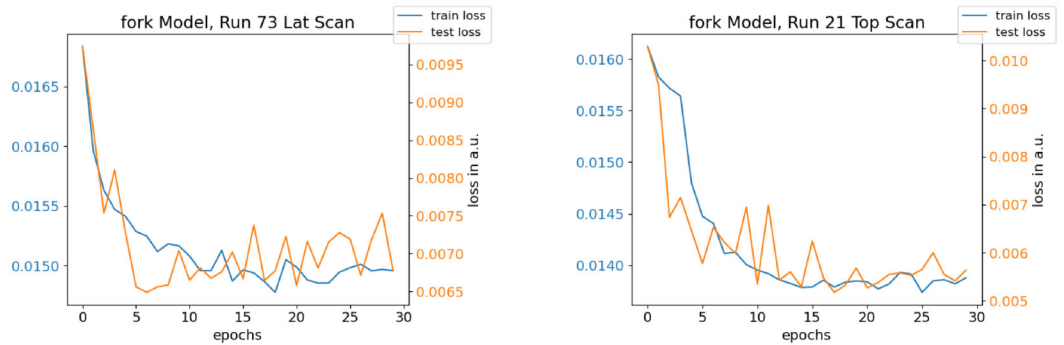 fork Model, Run 73 Lat Scan
train loss
test loss
0.0165
0.0160
0.0155
0.0150
0.0095
0.0090
0.0085
0.0080
0.0075
0.0070
0.0065
loss in a.u.
0 5 10 15 20 25 30
epochs
fork Model, Run 21 Top Scan
train loss
test loss
0.0160
0.0155
0.0150
0.0145
0.0140
0.010
0.009
0.008
0.007
0.006
0.005
loss in a.u.
0 5 10 15 20 25 30
epochs